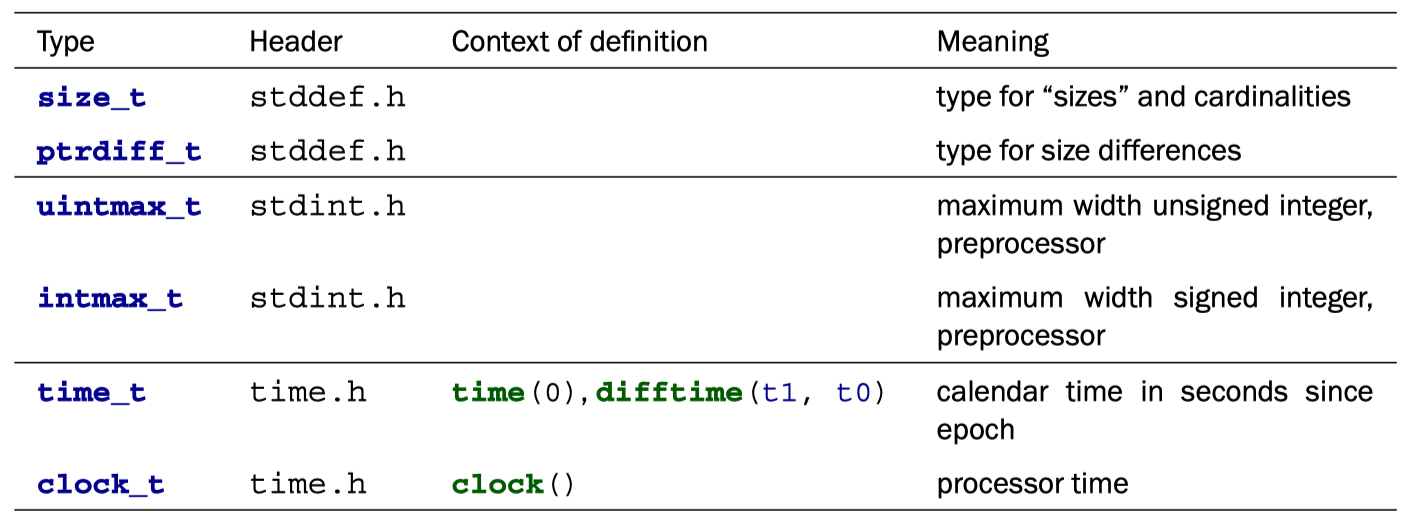 Type Header Context of definition Meaning
size_t stddef.h type for “sizes” and cardinalities
ptrdiff_t stddef.h type for size differences
uintmax_t stdint.h maximum width unsigned integer,
preprocessor
intmax_t stdint.h maximum width signed integer,
preprocessor
time_t time.h time(0),difftime(t1, t0) calendar time in seconds since
epoch
clock_t time.h clock() processor time